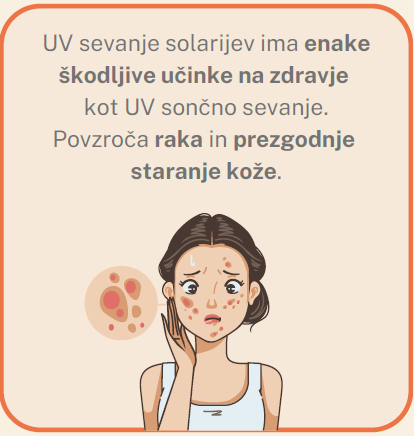 UV sevanje solarijev ima enake
škodljive učinke na zdravje
kot UV sončno sevanje.
Povzroča raka in prezgodnje
staranje kože.